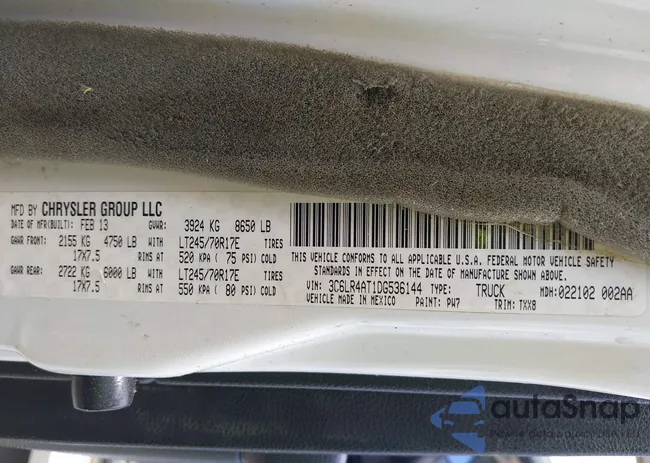 MFD BY CHRYSLER GROUP LLC
DATE OF MFR(BUILT): FEB 13 GVWR: 3924 KG 8650 LB
GAWR FRONT: 2155 KG 4750 LB WITH LT245/70R17E TIRES
17X7.5 RIMS AT 520 KPA ( 75 PSI) COLD
GAWR REAR: 2722 KG 6000 LB WITH LT245/70R17E TIRES
17X7.5 RIMS AT 550 KPA ( 80 PSI) COLD
THIS VEHICLE CONFORMS TO ALL APPLICABLE U.S.A. FEDERAL MOTOR VEHICLE SAFETY
STANDARDS IN EFFECT ON THE DATE OF MANUFACTURE SHOWN ABOVE.
VIN: 3C6LR4AT1DG536144 TYPE: TRUCK MDH: 022102 002AA
VEHICLE MADE IN MEXICO PAINT: PW7 TRIM: TXX8
autoSnap